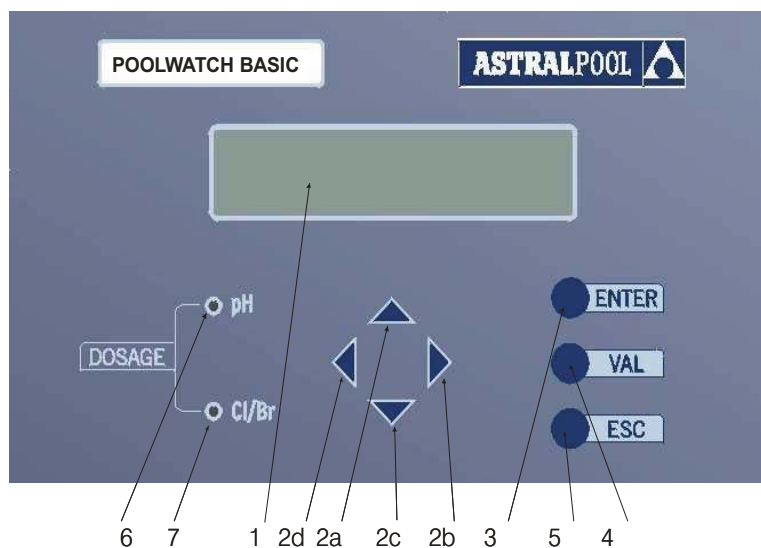 POOLWATCH BASIC
ASTRALPOOL
pH
ENTER
DOSAGE
VAL
Cl/Br
ESC
6 7 1 2d 2a 2c 2b 3 5 4